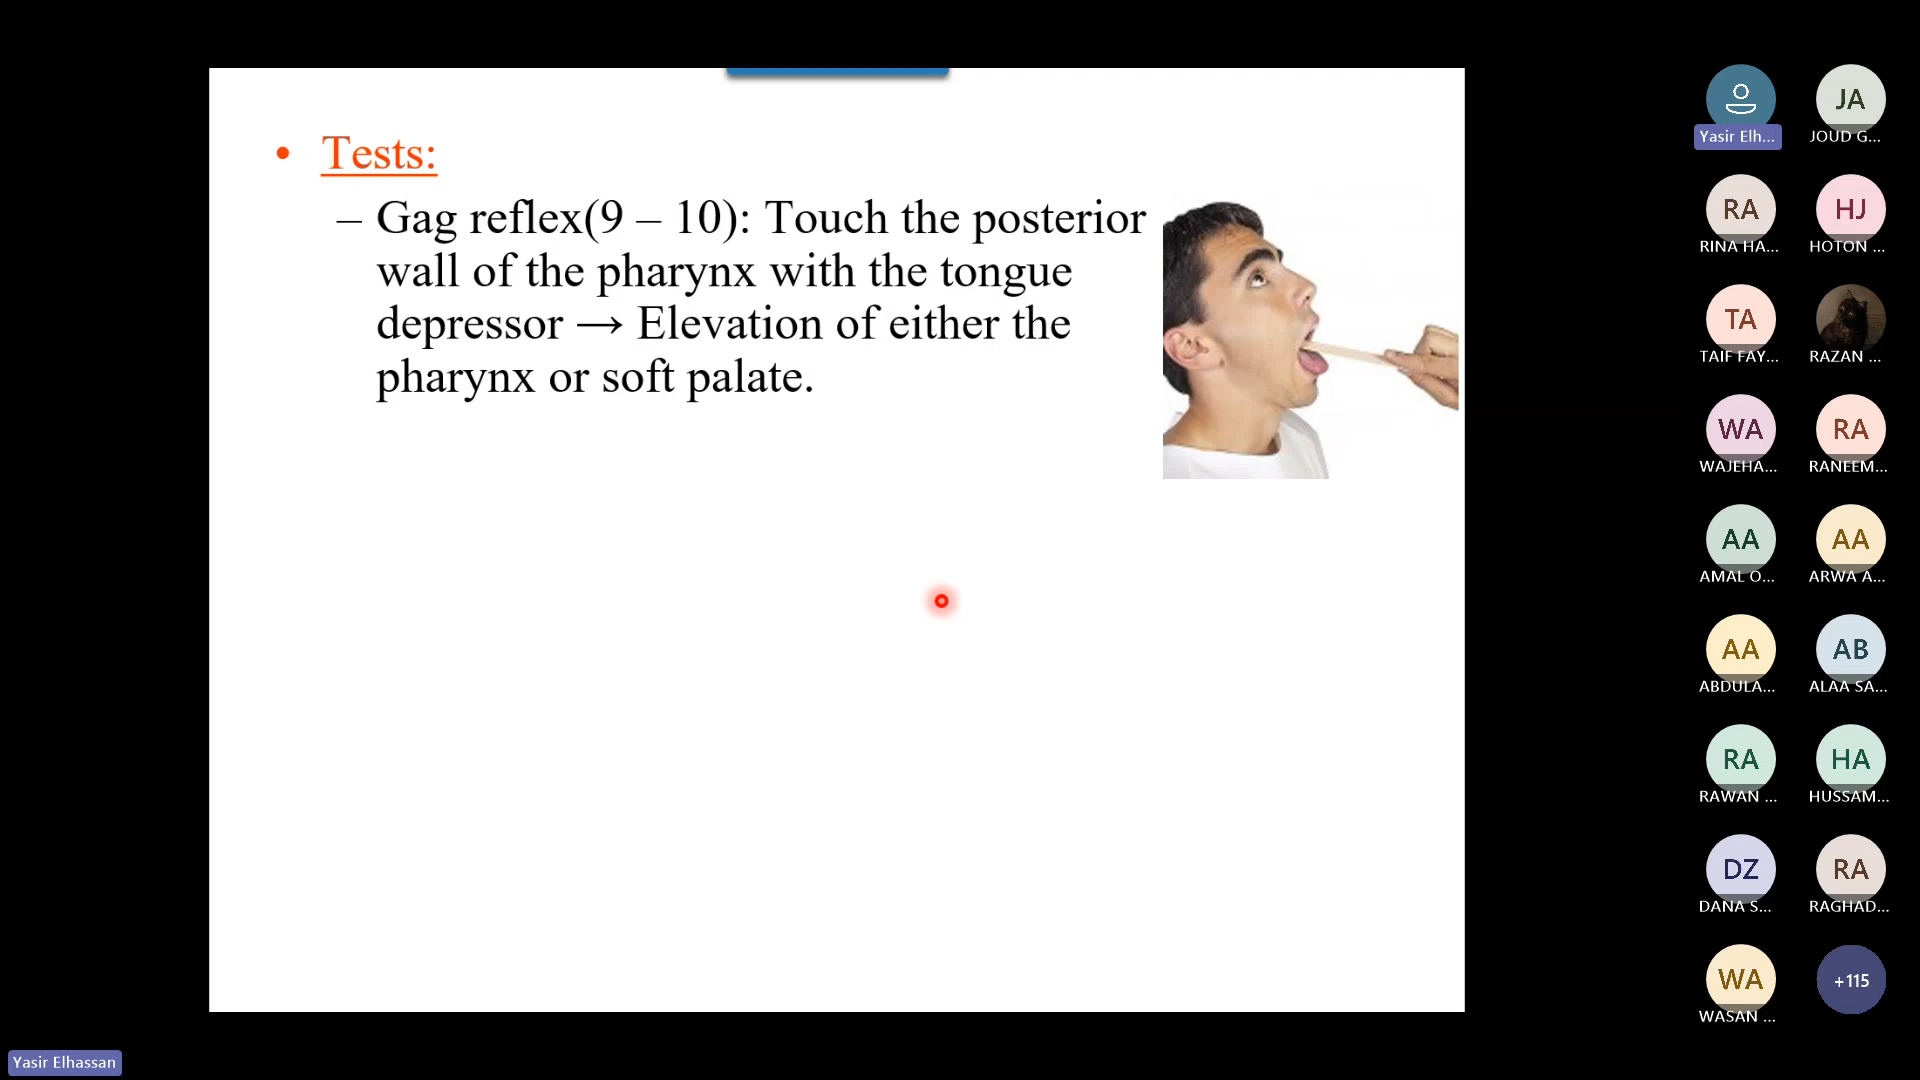 • Tests:
– Gag reflex(9 – 10): Touch the posterior
wall of the pharynx with the tongue
depressor → Elevation of either the
pharynx or soft palate.
Yasir Elh...
JA
JOUD G...
RA
RINA HA...
HJ
HOTON ...
TA
TAIF FAY...
RAZAN ...
WA
WAJEHA...
RA
RANEEM...
AA
AMAL O...
AA
ARWA A...
AA
ABDULA...
AB
ALAA SA...
RA
RAWAN ...
HA
HUSSAM...
DZ
DANA S...
RA
RAGHAD...
WA
WASAN ...
+115
Yasir Elhassan